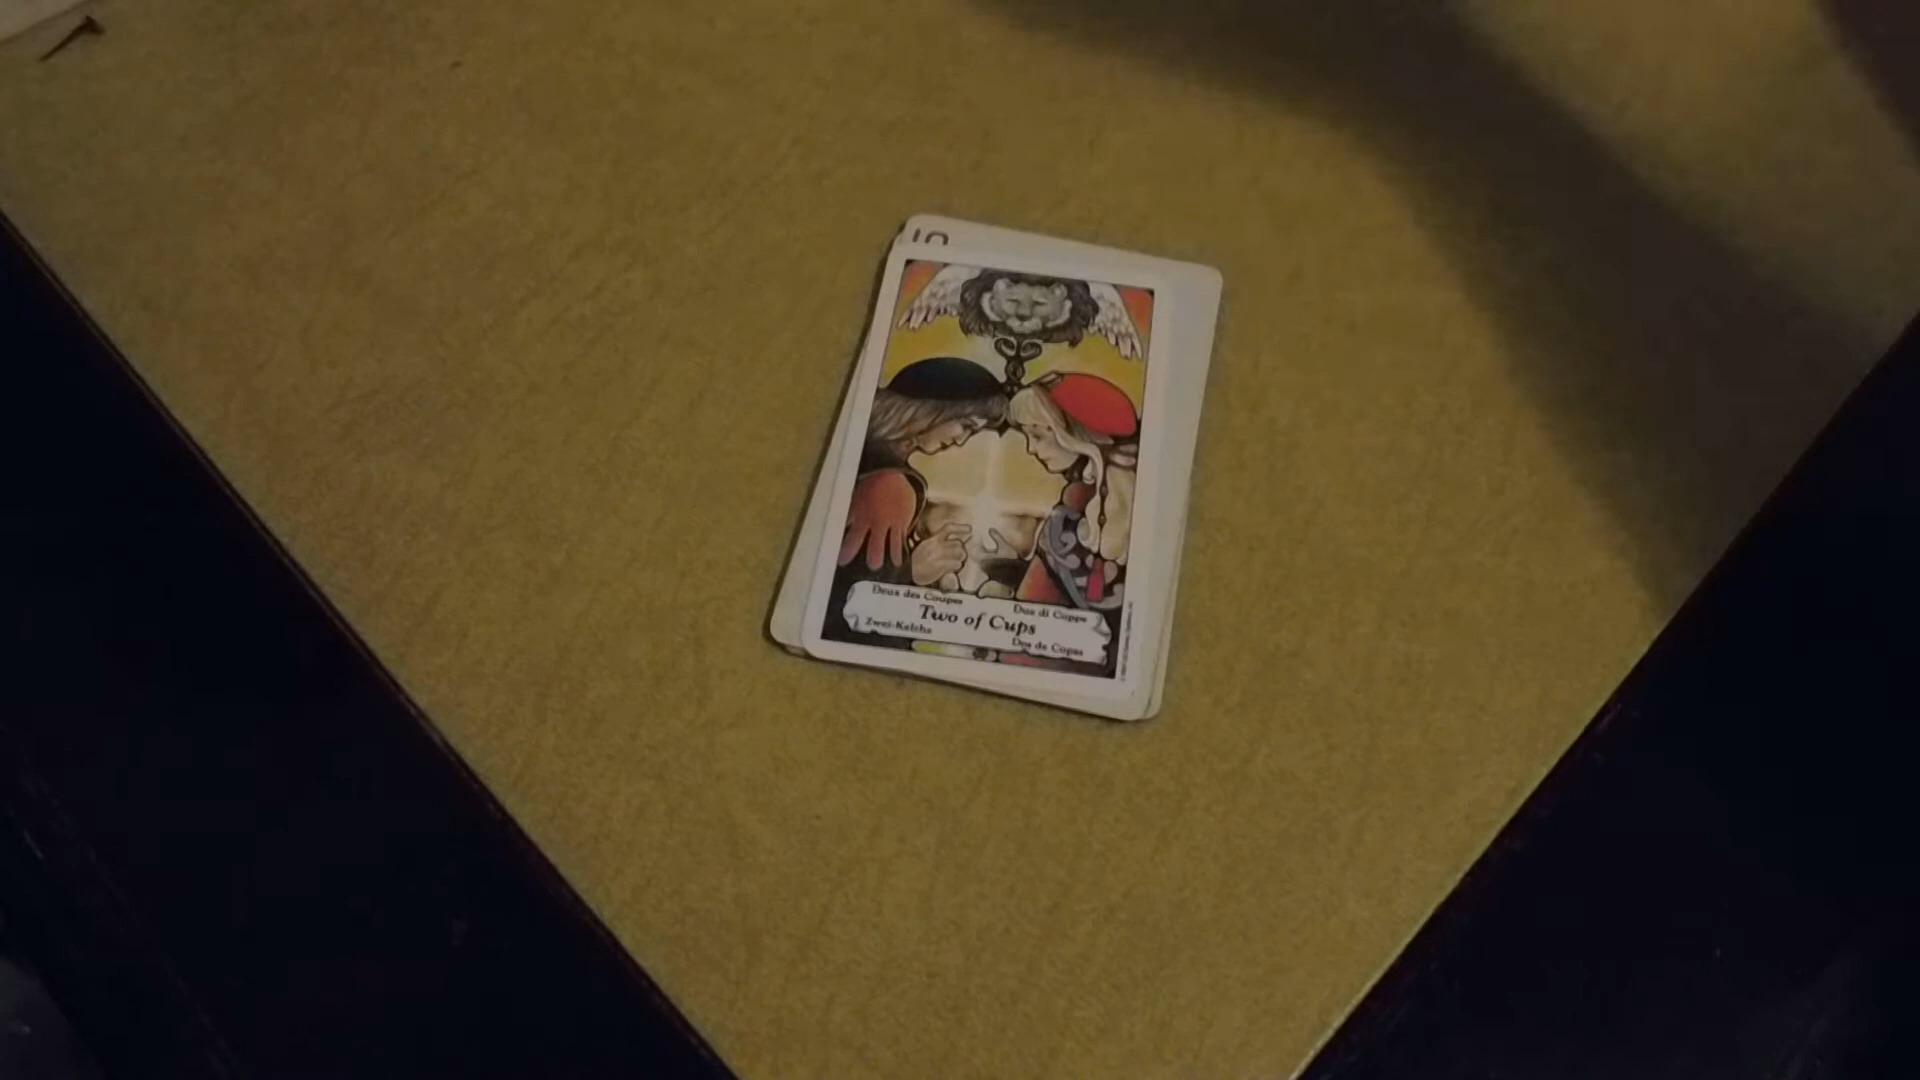 Deux des Coupes
Due di Coppe
Two of Cups
Zwei-Kelche
Dos de Copas